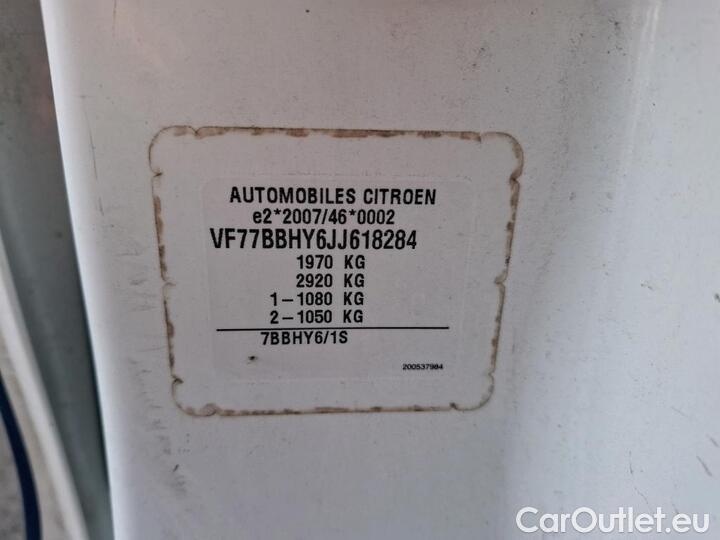 AUTOMOBILES CITROEN
e2*2007/46*0002
VF77BBHY6JJ618284
1970 KG
2920 KG
1-1080 KG
2-1050 KG
7BBHY6/1S
200537904
CarOutlet.eu